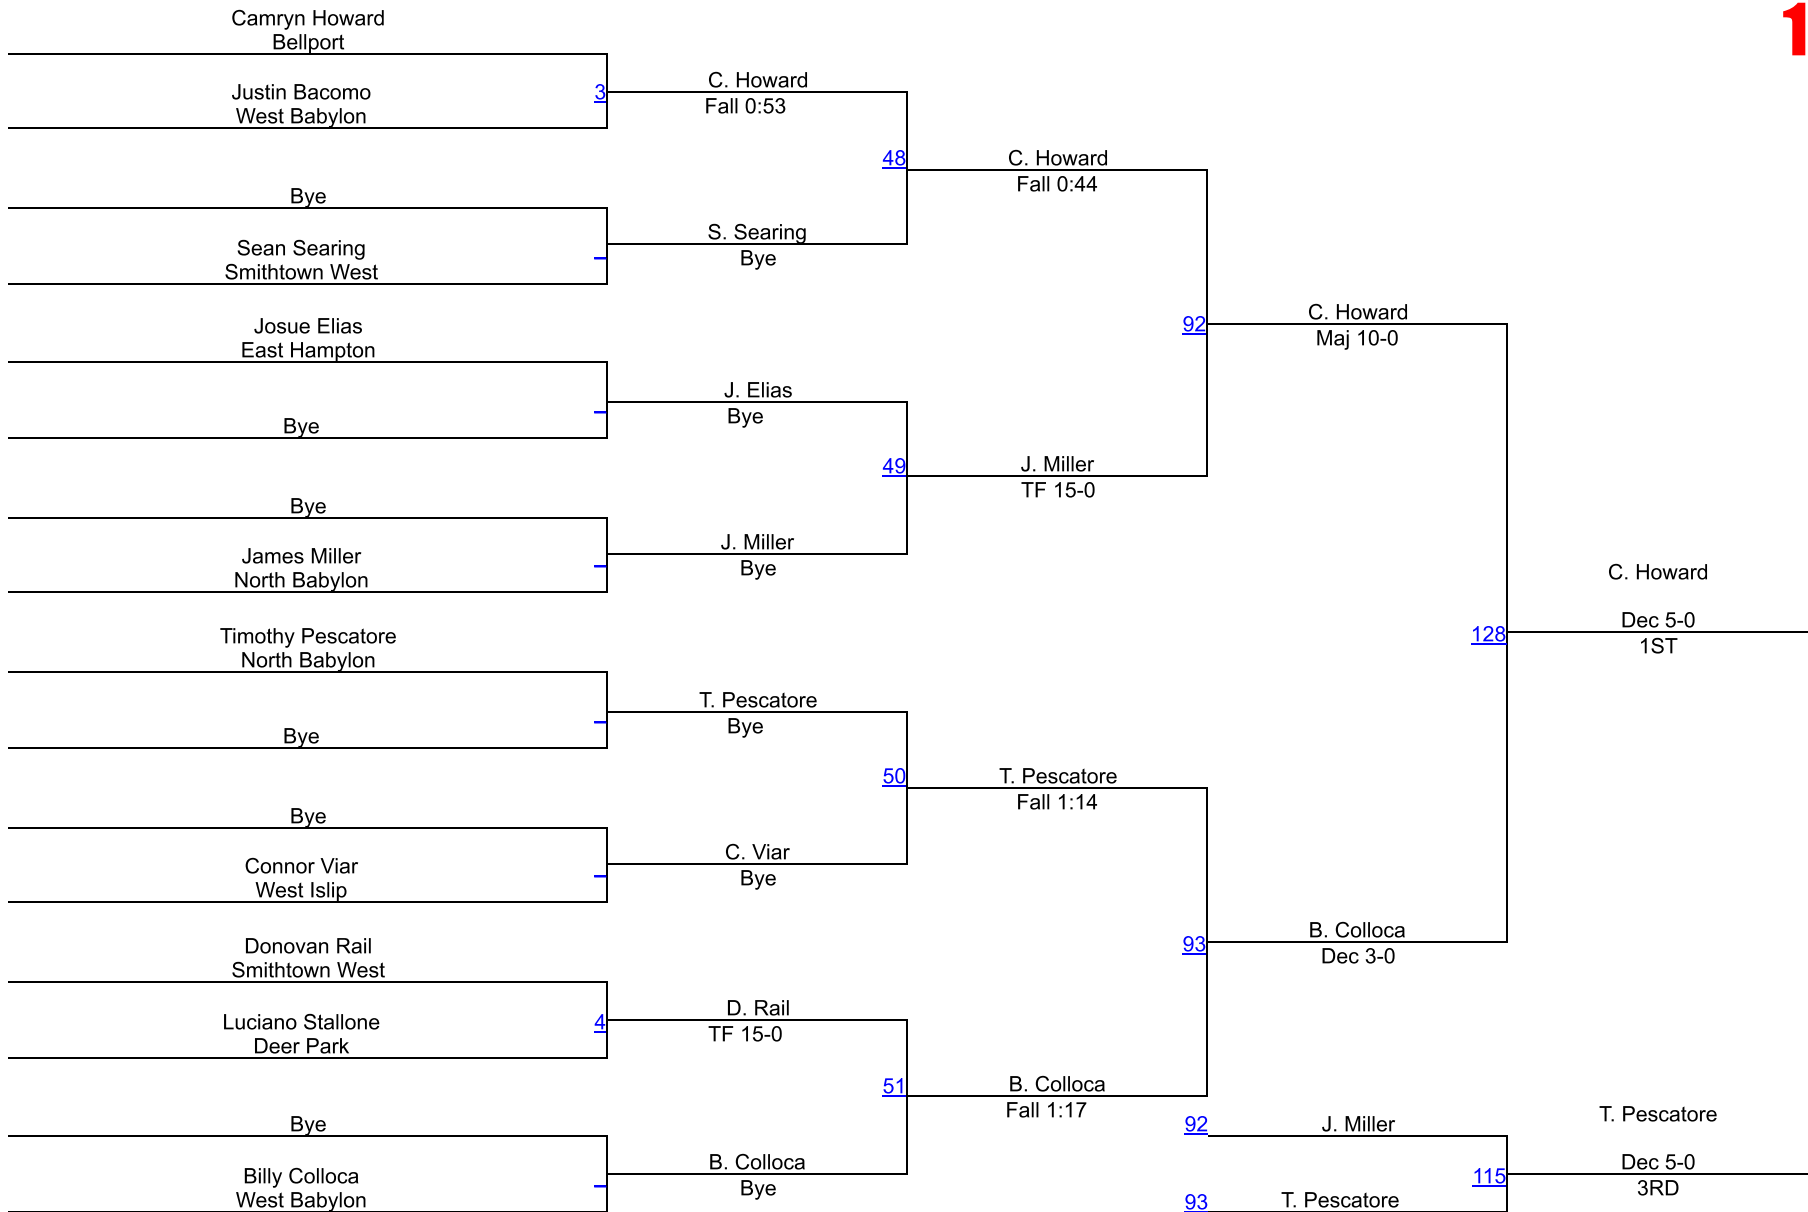 1
Camryn Howard
Bellport
3
Justin Bacomo
West Babylon
C. Howard
Fall 0:53
48
Bye
Sean Searing
Smithtown West
S. Searing
Bye
C. Howard
Fall 0:44
Josue Elias
East Hampton
Bye
J. Elias
Bye
49
Bye
James Miller
North Babylon
J. Miller
Bye
J. Miller
TF 15-0
92
C. Howard
Maj 10-0
Timothy Pescatore
North Babylon
Bye
T. Pescatore
Bye
50
Bye
Connor Viar
West Islip
C. Viar
Bye
T. Pescatore
Fall 1:14
Donovan Rail
Smithtown West
4
Luciano Stallone
Deer Park
D. Rail
TF 15-0
51
Bye
Billy Colloca
West Babylon
B. Colloca
Bye
B. Colloca
Fall 1:17
93
B. Colloca
Dec 3-0
128
C. Howard
Dec 5-0
1ST
92
J. Miller
93
T. Pescatore
115
T. Pescatore
Dec 5-0
3RD